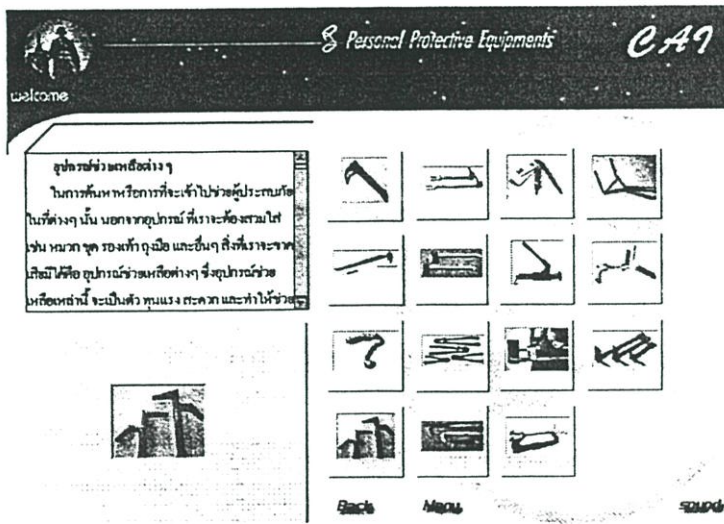 Personal Protective Equipments
CAI
welcome
อุปกรณ์ช่วยเหลือต่าง ๆ
ในการค้นหาหรือการที่จะเข้าไปช่วยผู้ประสบภัย
ในที่ต่างๆ นั้น นอกจากอุปกรณ์ ที่เราจะต้องสวมใส่
เช่น หมวก ชุด รองเท้า ถุงมือ และอื่นๆ สิ่งที่เราจะขาด
เสียมิได้คือ อุปกรณ์ช่วยเหลือต่างๆ ซึ่งอุปกรณ์ช่วย
เหลือเหล่านี้ จะเป็นตัว ทุนแรง สะดวก และทำให้ช่วย
Back
Menu
sound